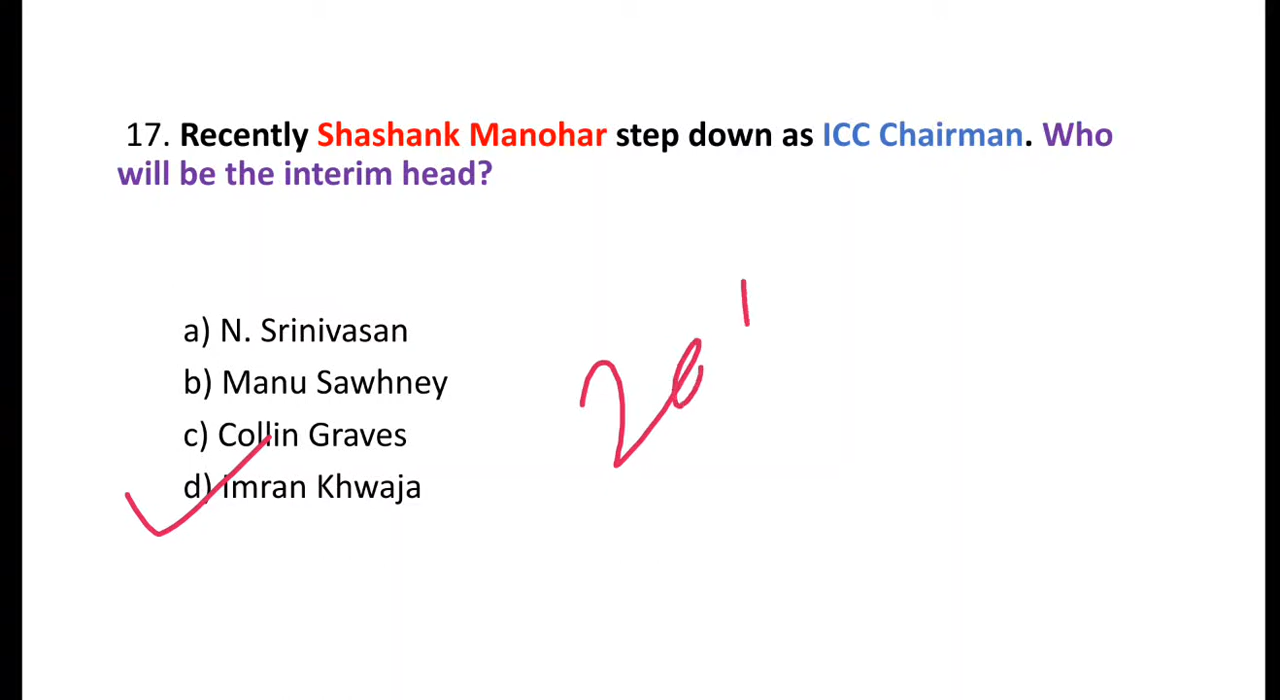 17. Recently Shashank Manohar step down as ICC Chairman. Who
will be the interim head?
a) N. Srinivasan
b) Manu Sawhney
c) Collin Graves
d) Imran Khwaja